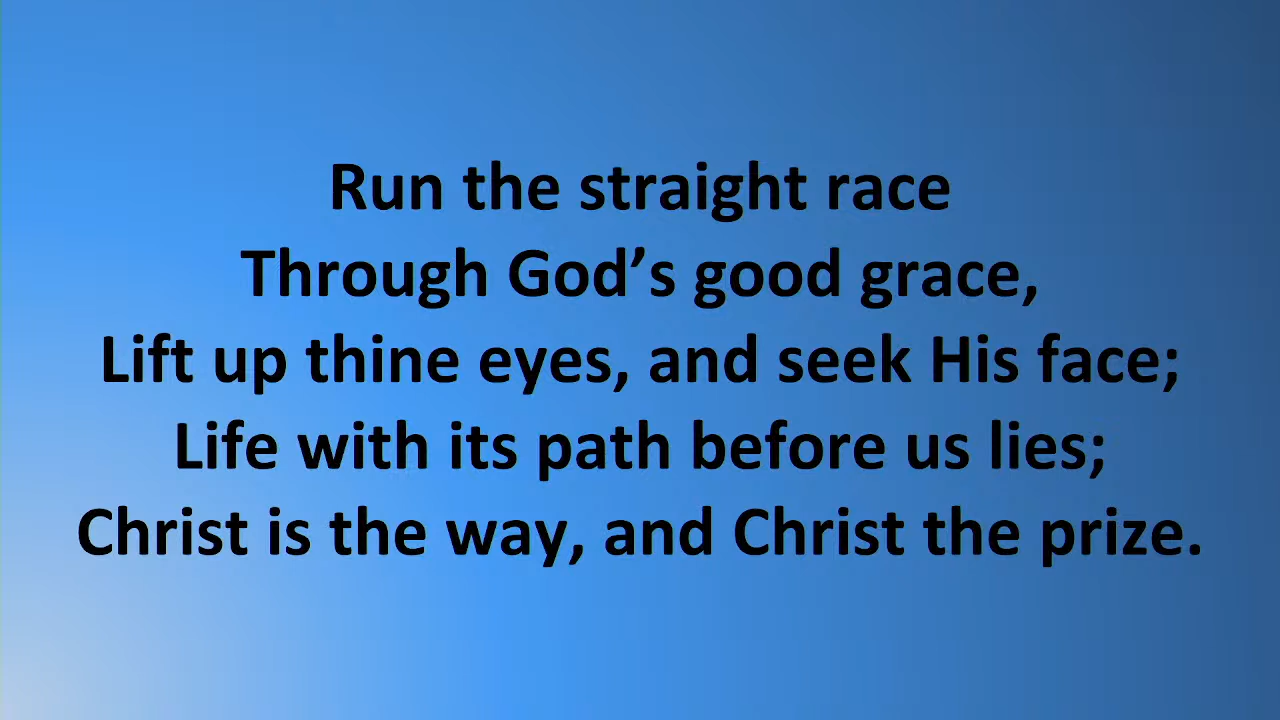 Run the straight race
Through God’s good grace,
Lift up thine eyes, and seek His face;
Life with its path before us lies;
Christ is the way, and Christ the prize.